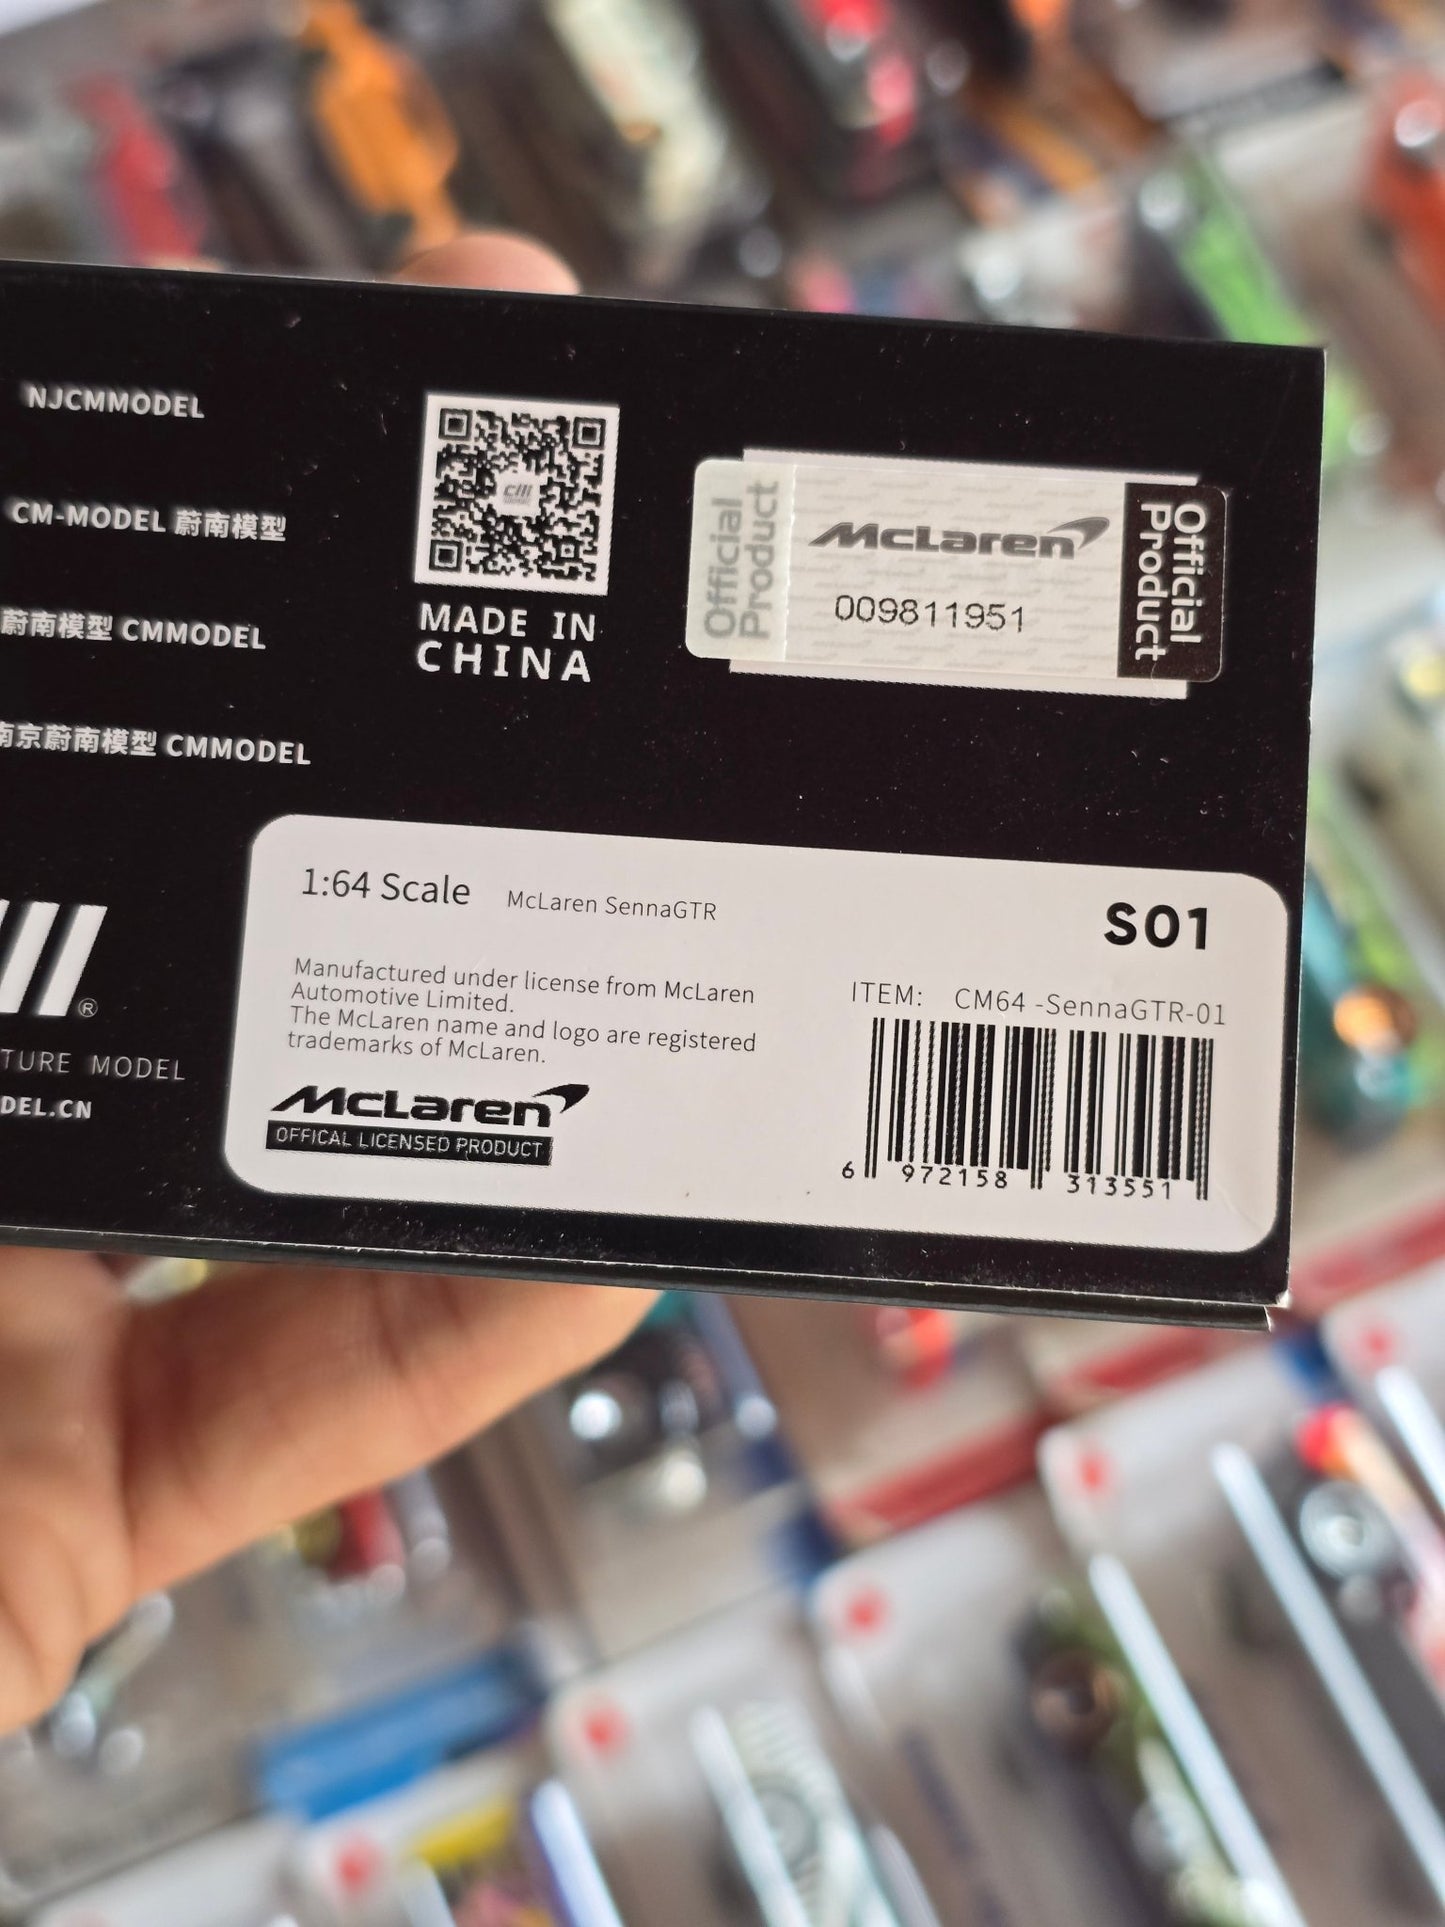 NJCMMODEL
CM-MODEL 蔚南模型
蔚南模型 CMMODEL
南京蔚南模型 CMMODEL
®
TURE MODEL
DEL.CN
CM
MADE IN
CHINA
Official
Product
McLaren
009811951
Official
Product
1:64 Scale McLaren SennaGTR
S01
Manufactured under license from McLaren
Automotive Limited.
The McLaren name and logo are registered
trademarks of McLaren.
McLaren
OFFICAL LICENSED PRODUCT
ITEM: CM64 -SennaGTR-01
6 972158 313551